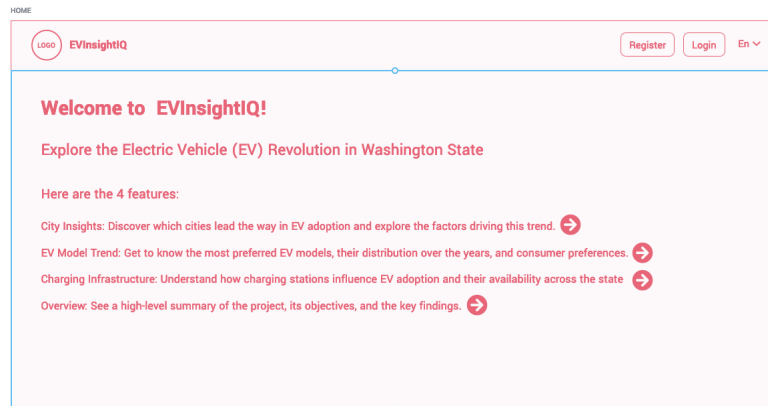 HOME
LOGO EVInsightIQ Register Login En
Welcome to EVInsightIQ!
Explore the Electric Vehicle (EV) Revolution in Washington State
Here are the 4 features:
City Insights: Discover which cities lead the way in EV adoption and explore the factors driving this trend.
EV Model Trend: Get to know the most preferred EV models, their distribution over the years, and consumer preferences.
Charging Infrastructure: Understand how charging stations influence EV adoption and their availability across the state
Overview: See a high-level summary of the project, its objectives, and the key findings.